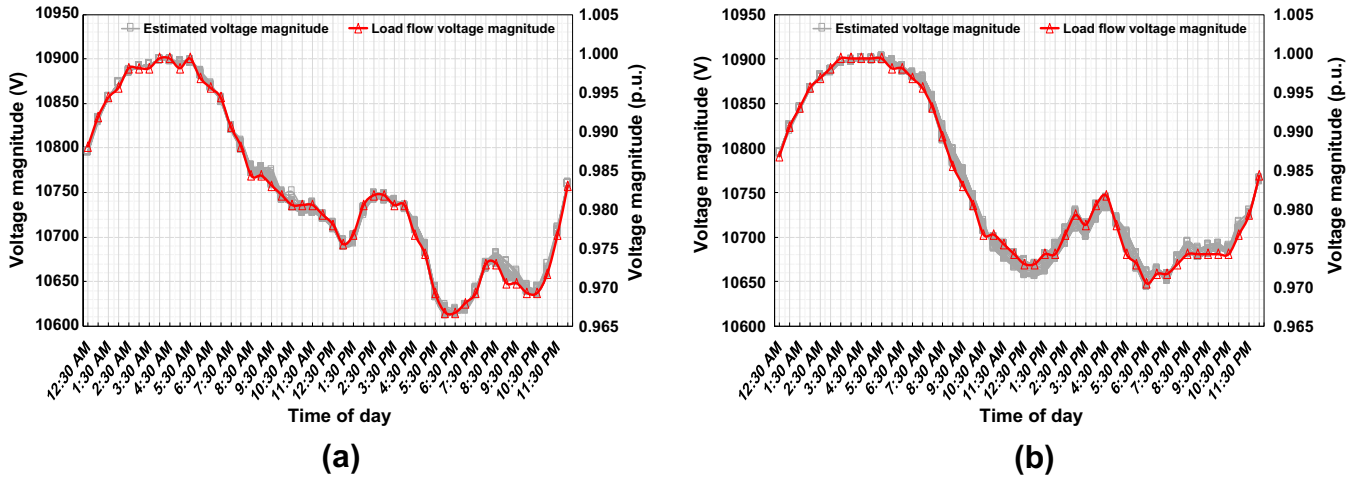 10950
10900
10850
10800
10750
10700
10650
10600
Voltage magnitude (V)
Estimated voltage magnitude
Load flow voltage magnitude
1.005
1.000
0.995
0.990
0.985
0.980
0.975
0.970
0.965
Voltage magnitude (p.u.)
12:30 AM
1:30 AM
2:30 AM
3:30 AM
4:30 AM
5:30 AM
6:30 AM
7:30 AM
8:30 AM
9:30 AM
10:30 AM
11:30 AM
12:30 PM
1:30 PM
2:30 PM
3:30 PM
4:30 PM
5:30 PM
6:30 PM
7:30 PM
8:30 PM
9:30 PM
10:30 PM
11:30 PM
Time of day
(a)
10950
10900
10850
10800
10750
10700
10650
10600
Voltage magnitude (V)
Estimated voltage magnitude
Load flow voltage magnitude
1.005
1.000
0.995
0.990
0.985
0.980
0.975
0.970
0.965
Voltage magnitude (p.u.)
12:30 AM
1:30 AM
2:30 AM
3:30 AM
4:30 AM
5:30 AM
6:30 AM
7:30 AM
8:30 AM
9:30 AM
10:30 AM
11:30 AM
12:30 PM
1:30 PM
2:30 PM
3:30 PM
4:30 PM
5:30 PM
6:30 PM
7:30 PM
8:30 PM
9:30 PM
10:30 PM
11:30 PM
Time of day
(b)